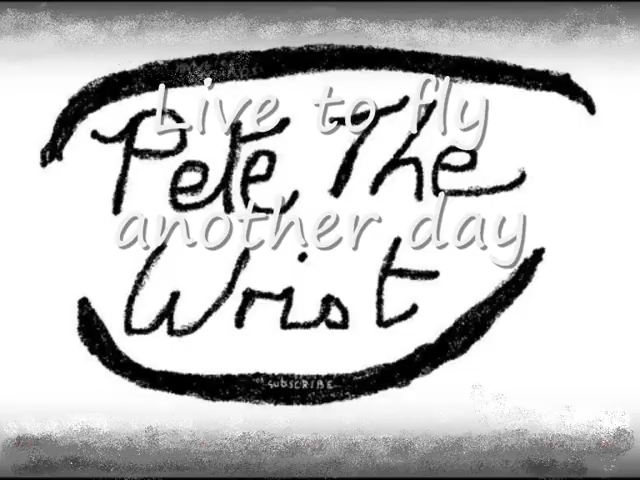 Live to fly
Pete The
another day
Wrist
SUBSCRIBE